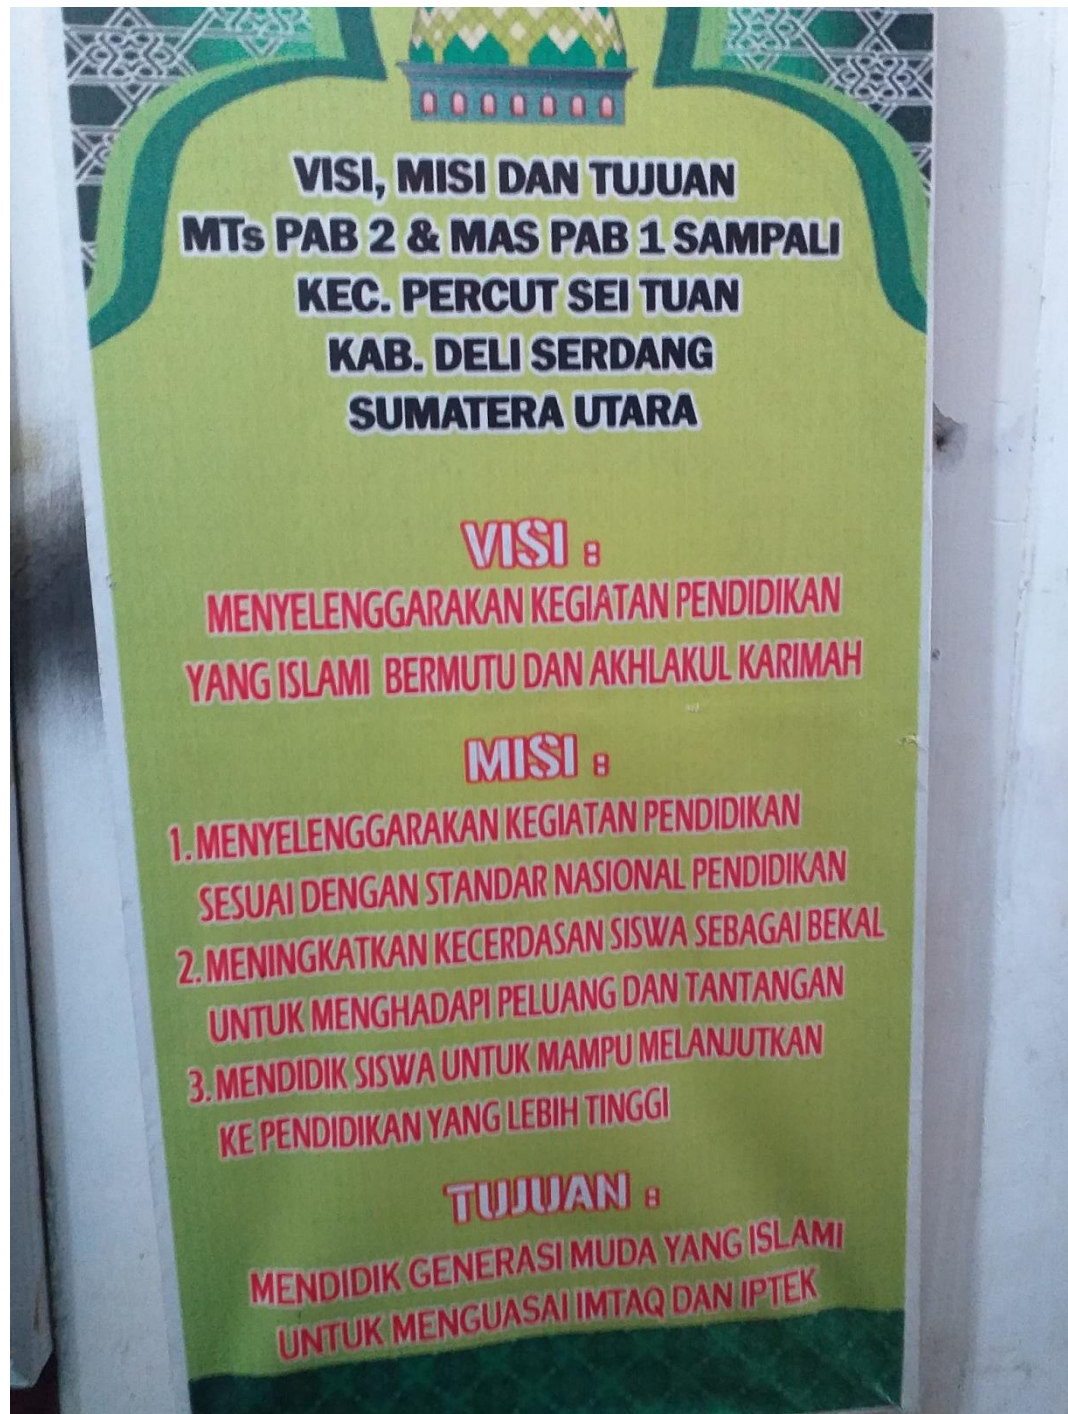 VISI, MISI DAN TUJUAN
MTs PAB 2 & MAS PAB 1 SAMPALI
KEC. PERCUT SEI TUAN
KAB. DELI SERDANG
SUMATERA UTARA
VISI :
MENYELENGGARAKAN KEGIATAN PENDIDIKAN
YANG ISLAMI BERMUTU DAN AKHLAKUL KARIMAH
MISI :
1. MENYELENGGARAKAN KEGIATAN PENDIDIKAN
SESUAI DENGAN STANDAR NASIONAL PENDIDIKAN
2. MENINGKATKAN KECERDASAN SISWA SEBAGAI BEKAL
UNTUK MENGHADAPI PELUANG DAN TANTANGAN
3. MENDIDIK SISWA UNTUK MAMPU MELANJUTKAN
KE PENDIDIKAN YANG LEBIH TINGGI
TUJUAN :
MENDIDIK GENERASI MUDA YANG ISLAMI
UNTUK MENGUASAI IMTAQ DAN IPTEK